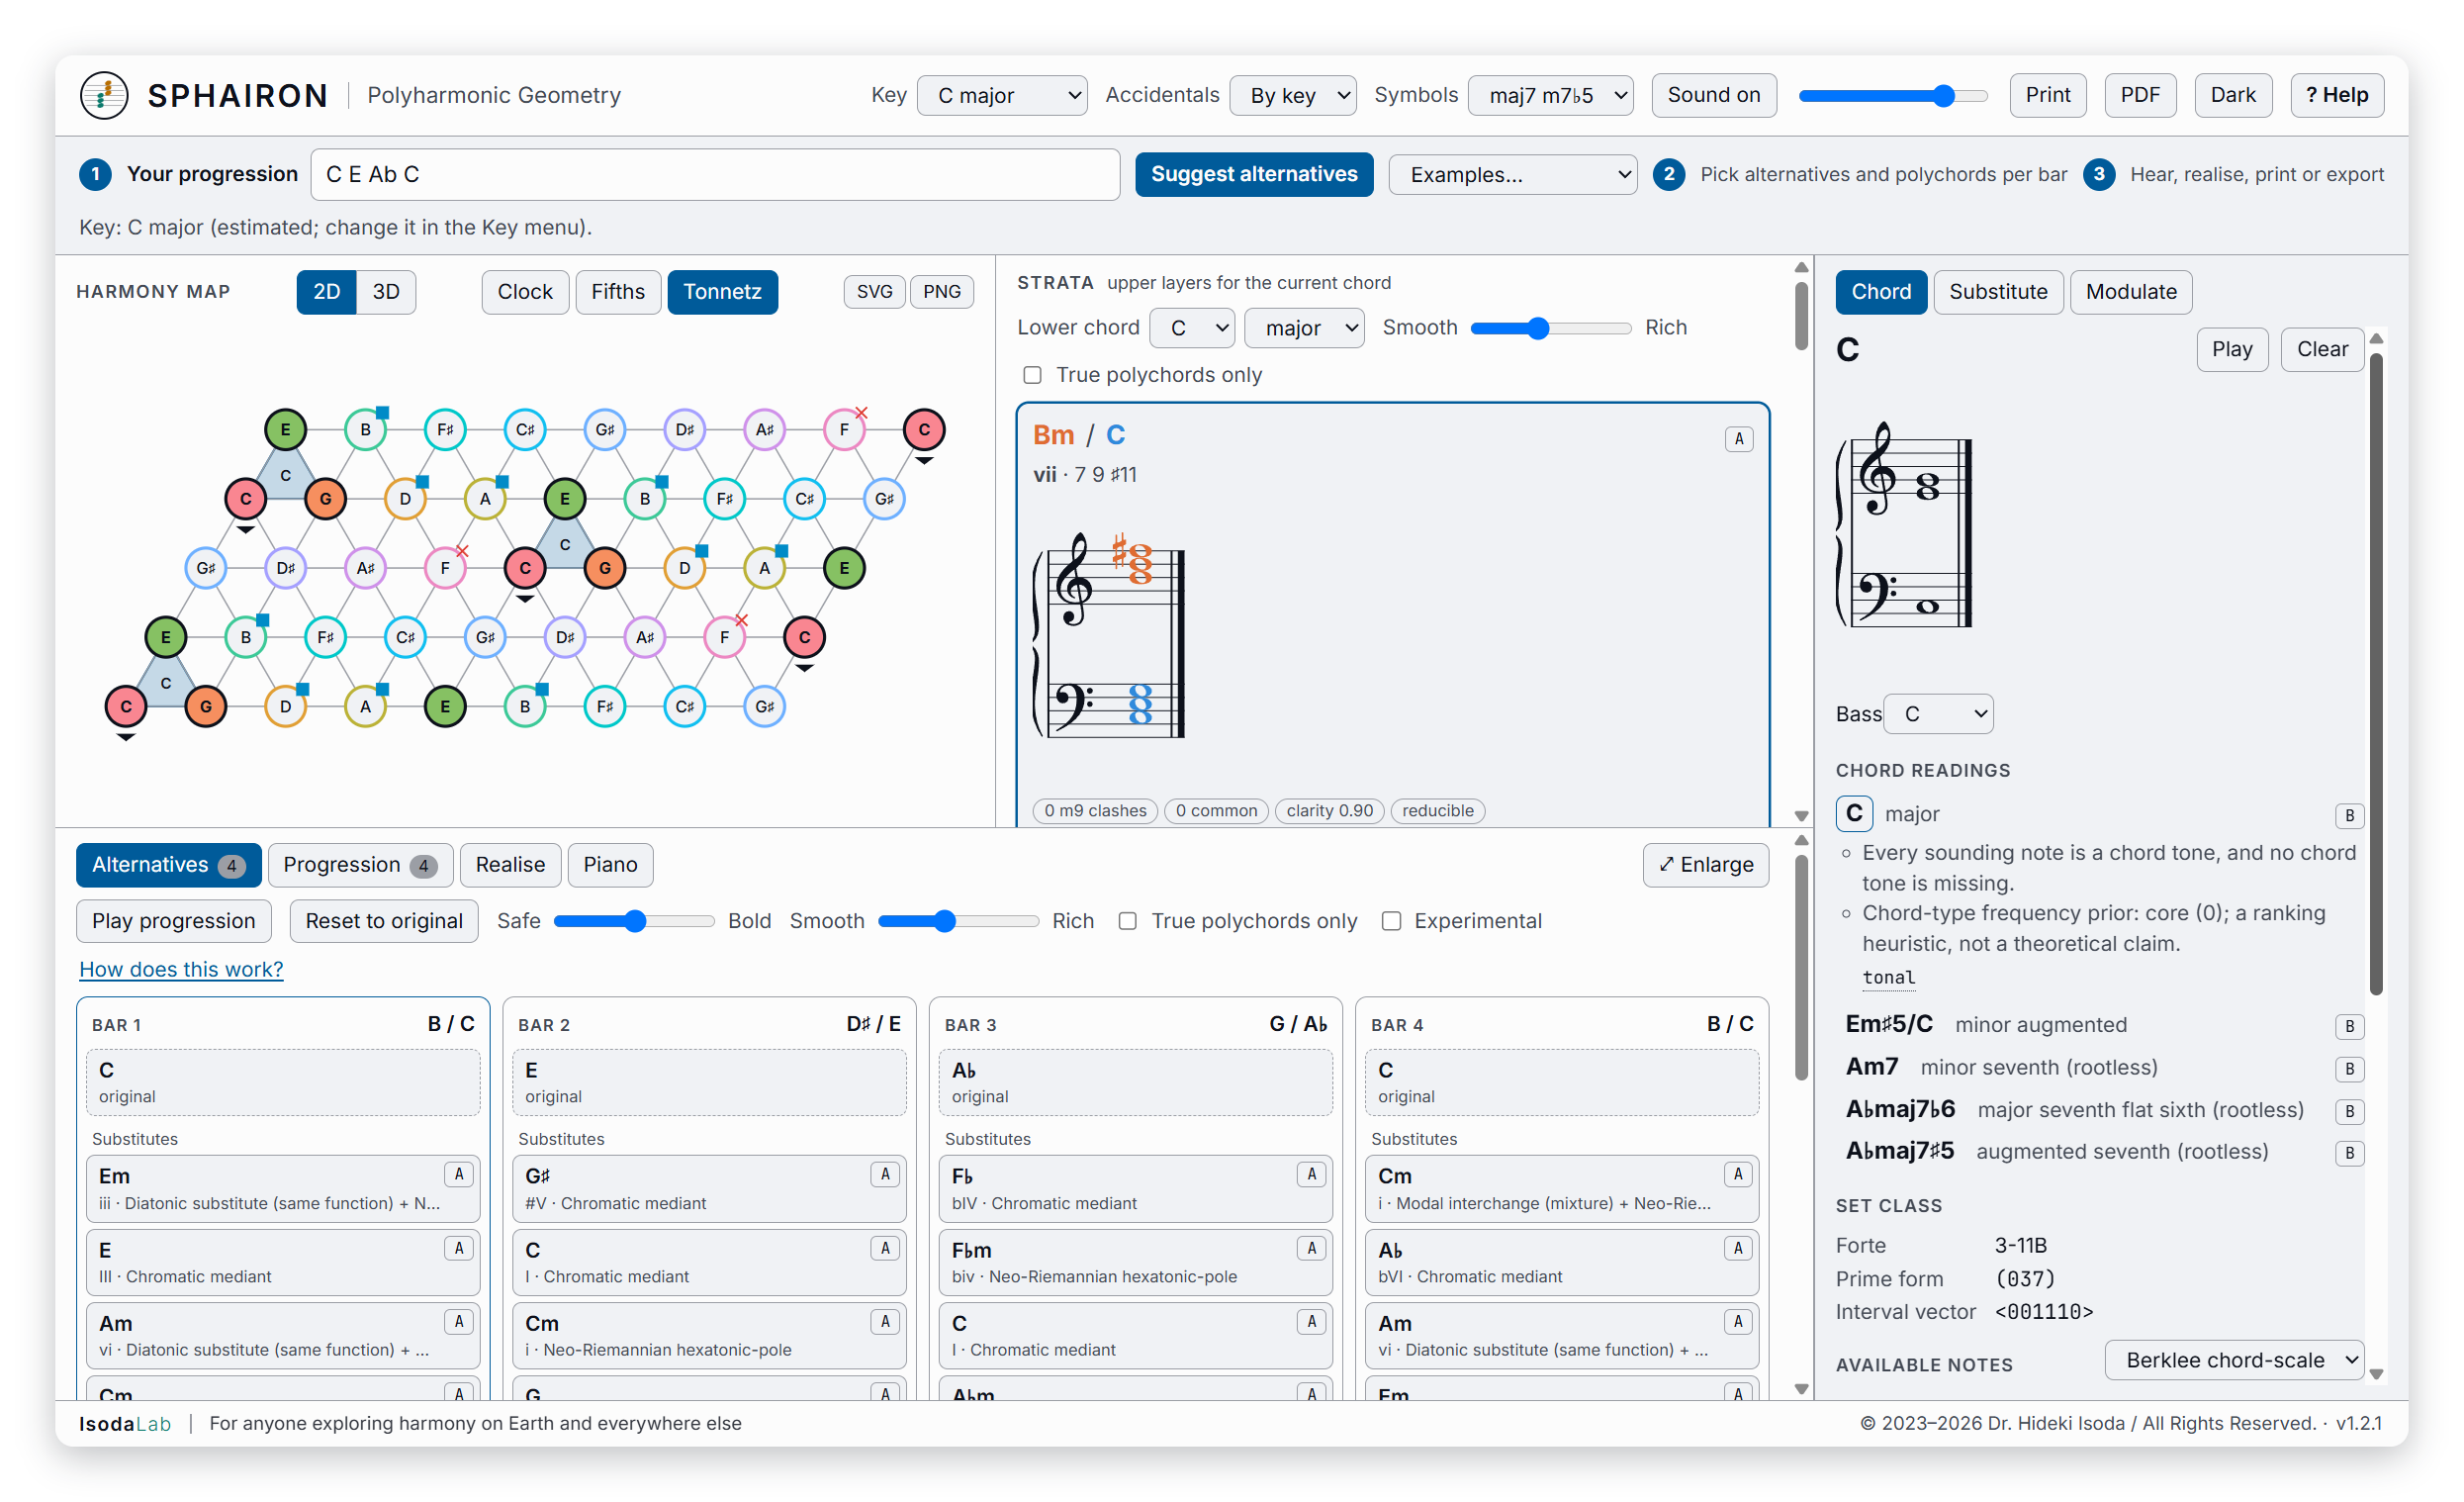 SPHAIRON | Polyharmonic Geometry
Key C major Accidentals By key Symbols maj7 m7♭5 Sound on Print PDF Dark ? Help
1 Your progression C E Ab C Suggest alternatives Examples... 2 Pick alternatives and polychords per bar 3 Hear, realise, print or export
Key: C major (estimated; change it in the Key menu).
HARMONY MAP 2D 3D Clock Fifths Tonnetz SVG PNG
E B F♯ C♯ G♯ D♯ A♯ F C
C
C G D A E B F♯ C♯ G♯
C
G♯ D♯ A♯ F C G D A E
E B F♯ C♯ G♯ D♯ A♯ F C
C
C G D A E B F♯ C♯ G♯
STRATA upper layers for the current chord
Lower chord C major Smooth Rich
True polychords only
Bm / C A
vii · 7 9 ♯11
0 m9 clashes 0 common clarity 0.90 reducible
Alternatives 4 Progression 4 Realise Piano ⤢ Enlarge
Play progression Reset to original Safe Bold Smooth Rich True polychords only Experimental
How does this work?
BAR 1 B / C
C
original
Substitutes
Em A
iii · Diatonic substitute (same function) + N...
E A
III · Chromatic mediant
Am A
vi · Diatonic substitute (same function) + ...
Cm A
BAR 2 D♯ / E
E
original
Substitutes
G♯ A
#V · Chromatic mediant
C A
I · Chromatic mediant
Cm A
i · Neo-Riemannian hexatonic-pole
G A
BAR 3 G / A♭
A♭
original
Substitutes
F♭ A
bIV · Chromatic mediant
F♭m A
biv · Neo-Riemannian hexatonic-pole
C A
I · Chromatic mediant
A♭m A
BAR 4 B / C
C
original
Substitutes
Cm A
i · Modal interchange (mixture) + Neo-Rie...
A♭ A
bVI · Chromatic mediant
Am A
vi · Diatonic substitute (same function) + ...
Em A
Chord Substitute Modulate
C Play Clear
Bass C
CHORD READINGS
C major B
Every sounding note is a chord tone, and no chord
tone is missing.
Chord-type frequency prior: core (0); a ranking
heuristic, not a theoretical claim.
tonal
Em♯5/C minor augmented B
Am7 minor seventh (rootless) B
A♭maj7♭6 major seventh flat sixth (rootless) B
A♭maj7♯5 augmented seventh (rootless) B
SET CLASS
Forte 3-11B
Prime form (037)
Interval vector <001110>
AVAILABLE NOTES Berklee chord-scale
IsodaLab | For anyone exploring harmony on Earth and everywhere else
© 2023–2026 Dr. Hideki Isoda / All Rights Reserved. · v1.2.1